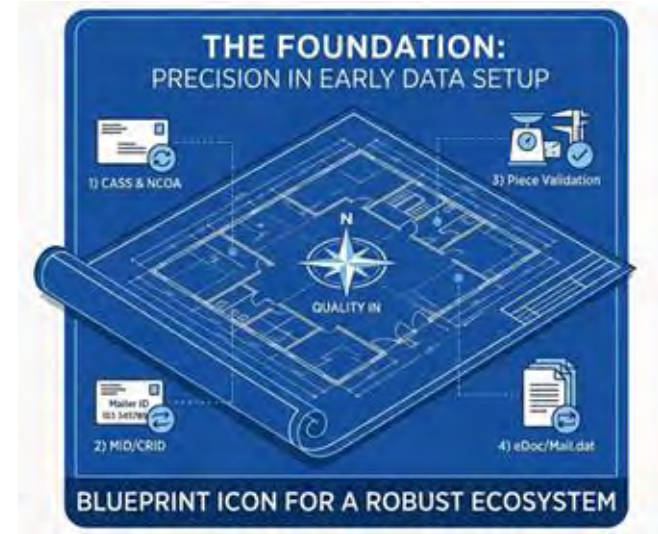 THE FOUNDATION:
PRECISION IN EARLY DATA SETUP
1) CASS & NCOA
3) Piece Validation
N
QUALITY IN
Mailer ID
2) MID/CRID
4) eDoc/Mail.dat
BLUEPRINT ICON FOR A ROBUST ECOSYSTEM